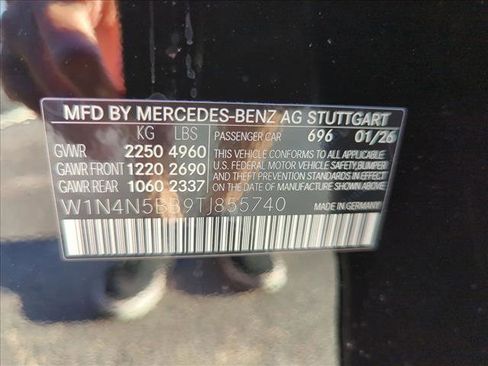 MFD BY MERCEDES-BENZ AG STUTTGART
KG LBS PASSENGER CAR 696 01/26
GVWR 2250 4960 THIS VEHICLE CONFORMS TO ALL APPLICABLE
GAWR FRONT 1220 2690 U.S. FEDERAL MOTOR VEHICLE SAFETY, BUMPER
GAWR REAR 1060 2337 AND THEFT PREVENTION STANDARDS IN EFFECT
ON THE DATE OF MANUFACTURE SHOWN ABOVE.
W1N4N5BB9TJ855740 MADE IN GERMANY